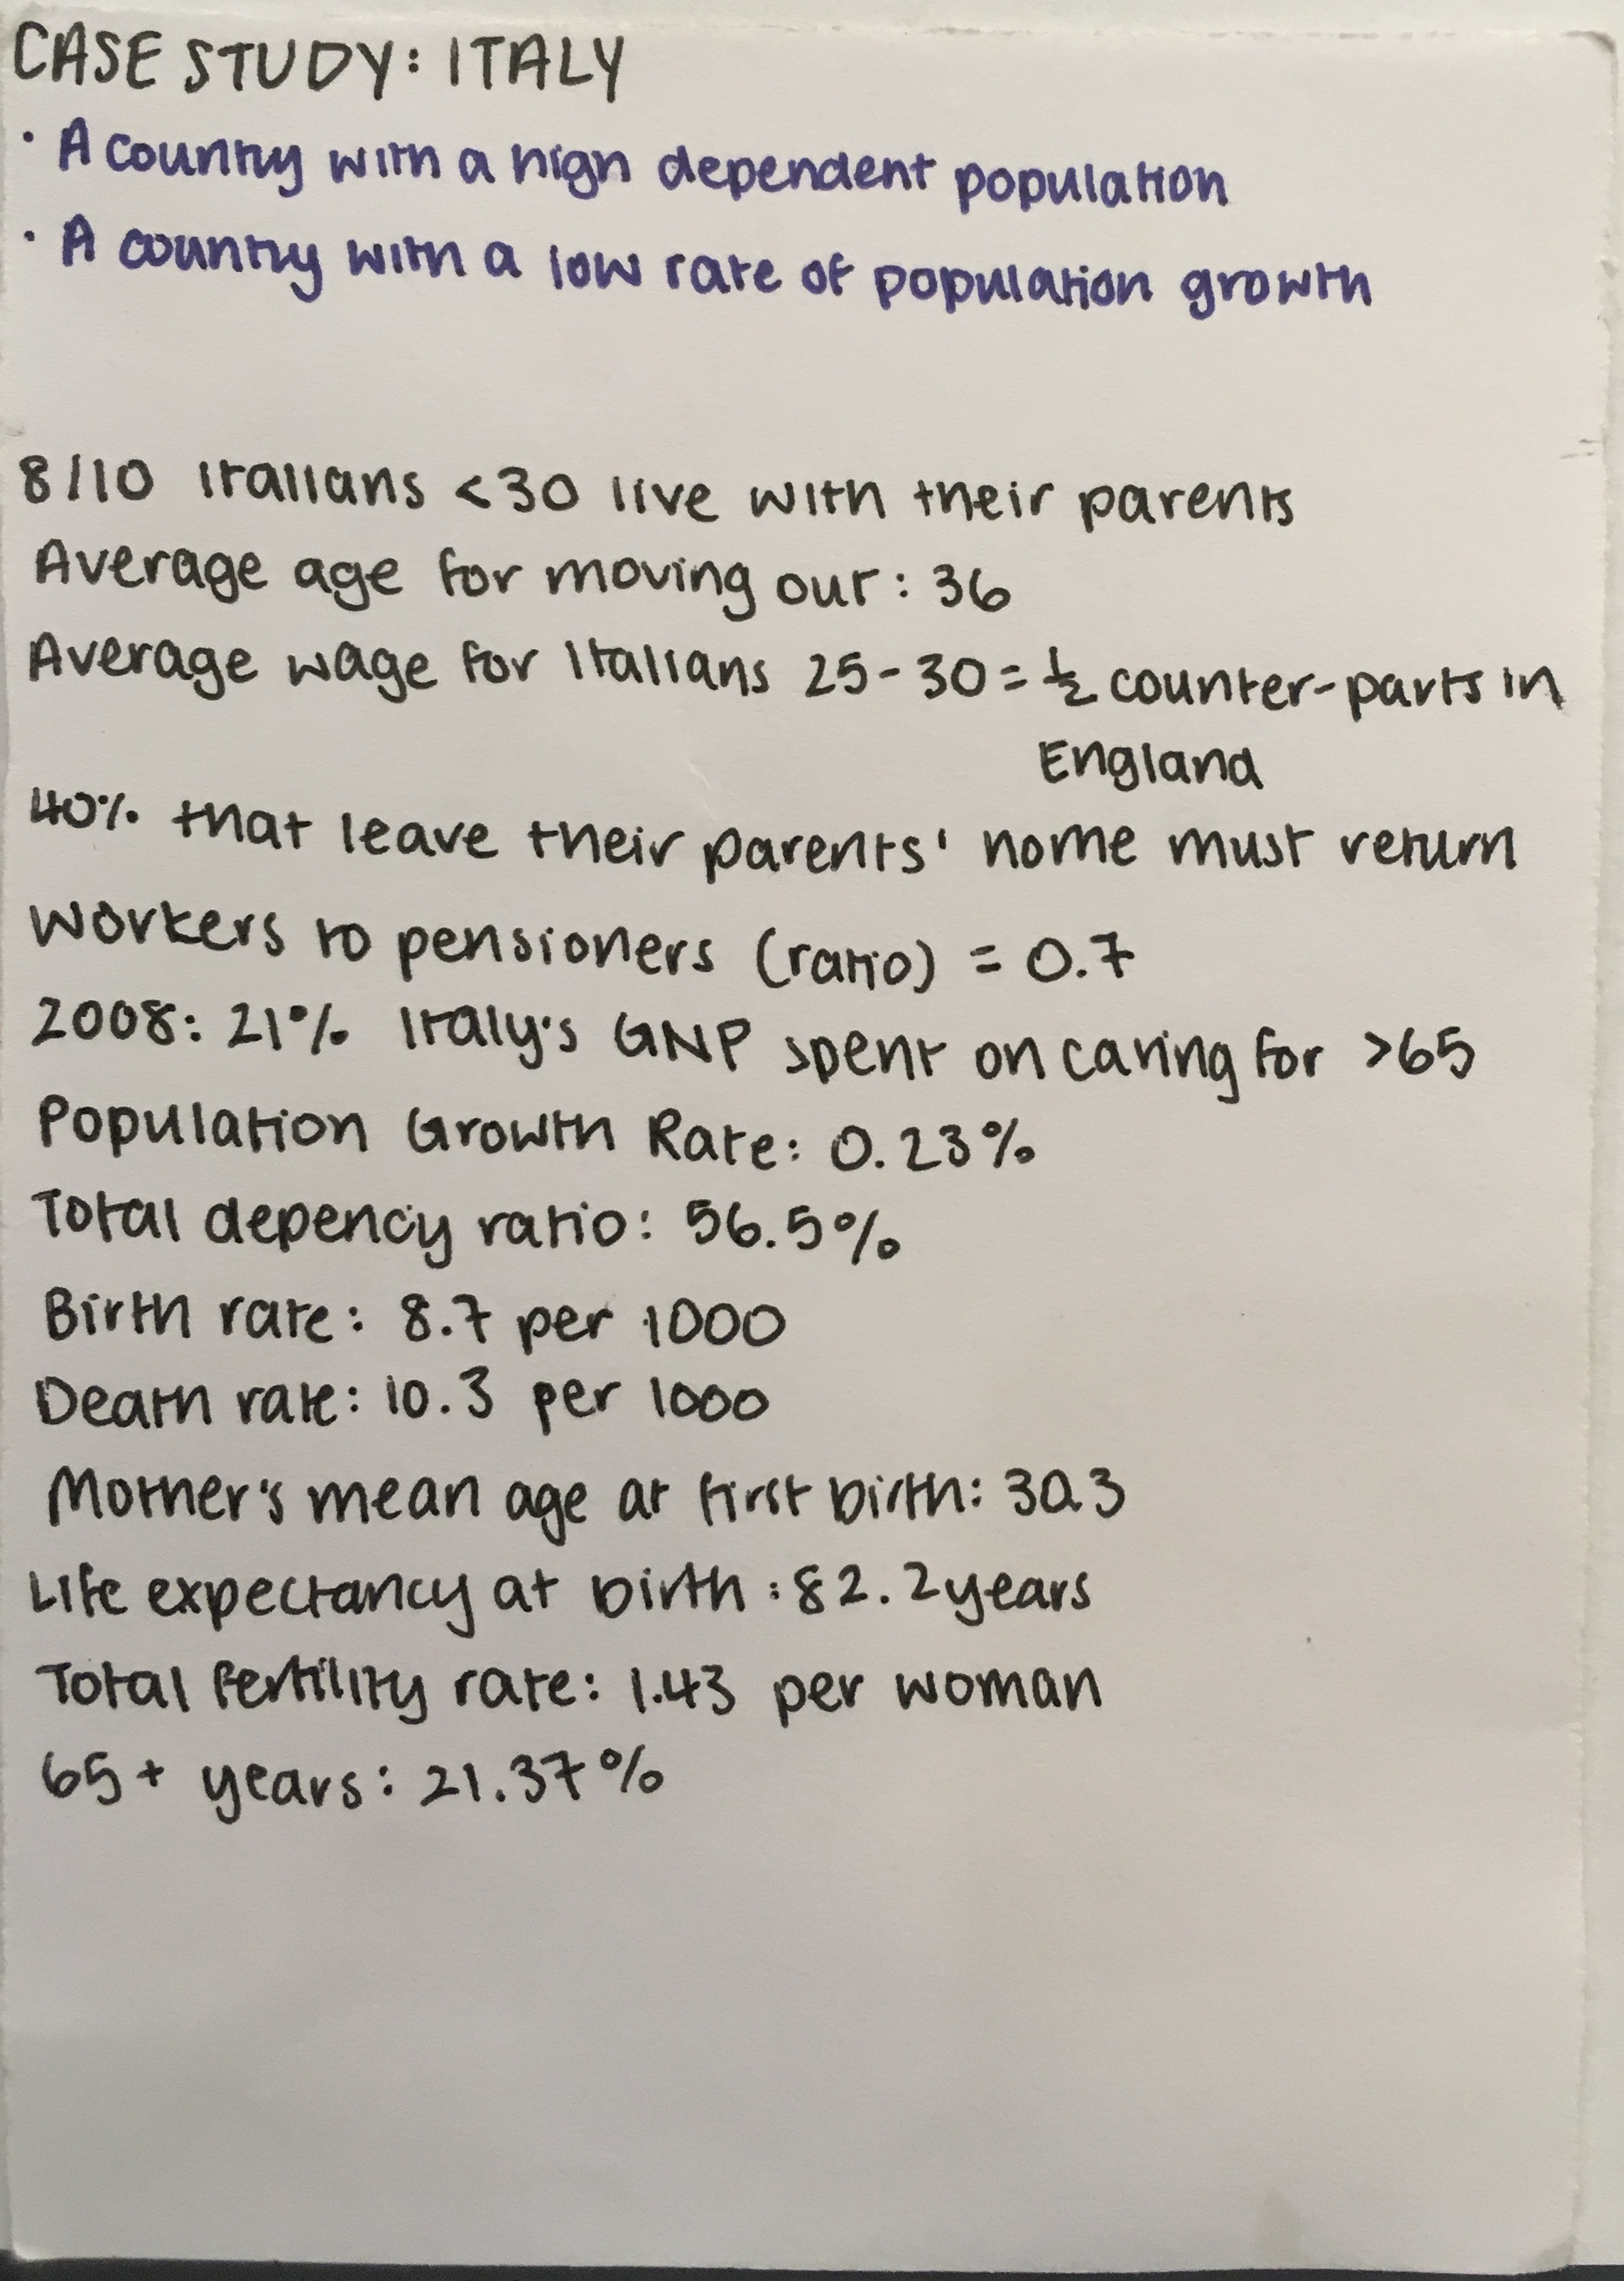 CASE STUDY: ITALY
· A country with a high dependent population
· A country with a low rate of population growth
8/10 Italians <30 live with their parents
Average age for moving out: 36
Average wage for Italians 25-30 = ½ counter-parts in
England
40% that leave their parents' home must return
Workers to pensioners (ratio) = 0.7
2008: 21% Italy's GNP spent on caring for >65
Population Growth Rate: 0.23%
Total depency ratio: 56.5%
Birth rate: 8.7 per 1000
Death rate: 10.3 per 1000
Mother's mean age at first birth: 30.3
Life expectancy at birth: 82.2 years
Total fertility rate: 1.43 per woman
65+ years: 21.37%